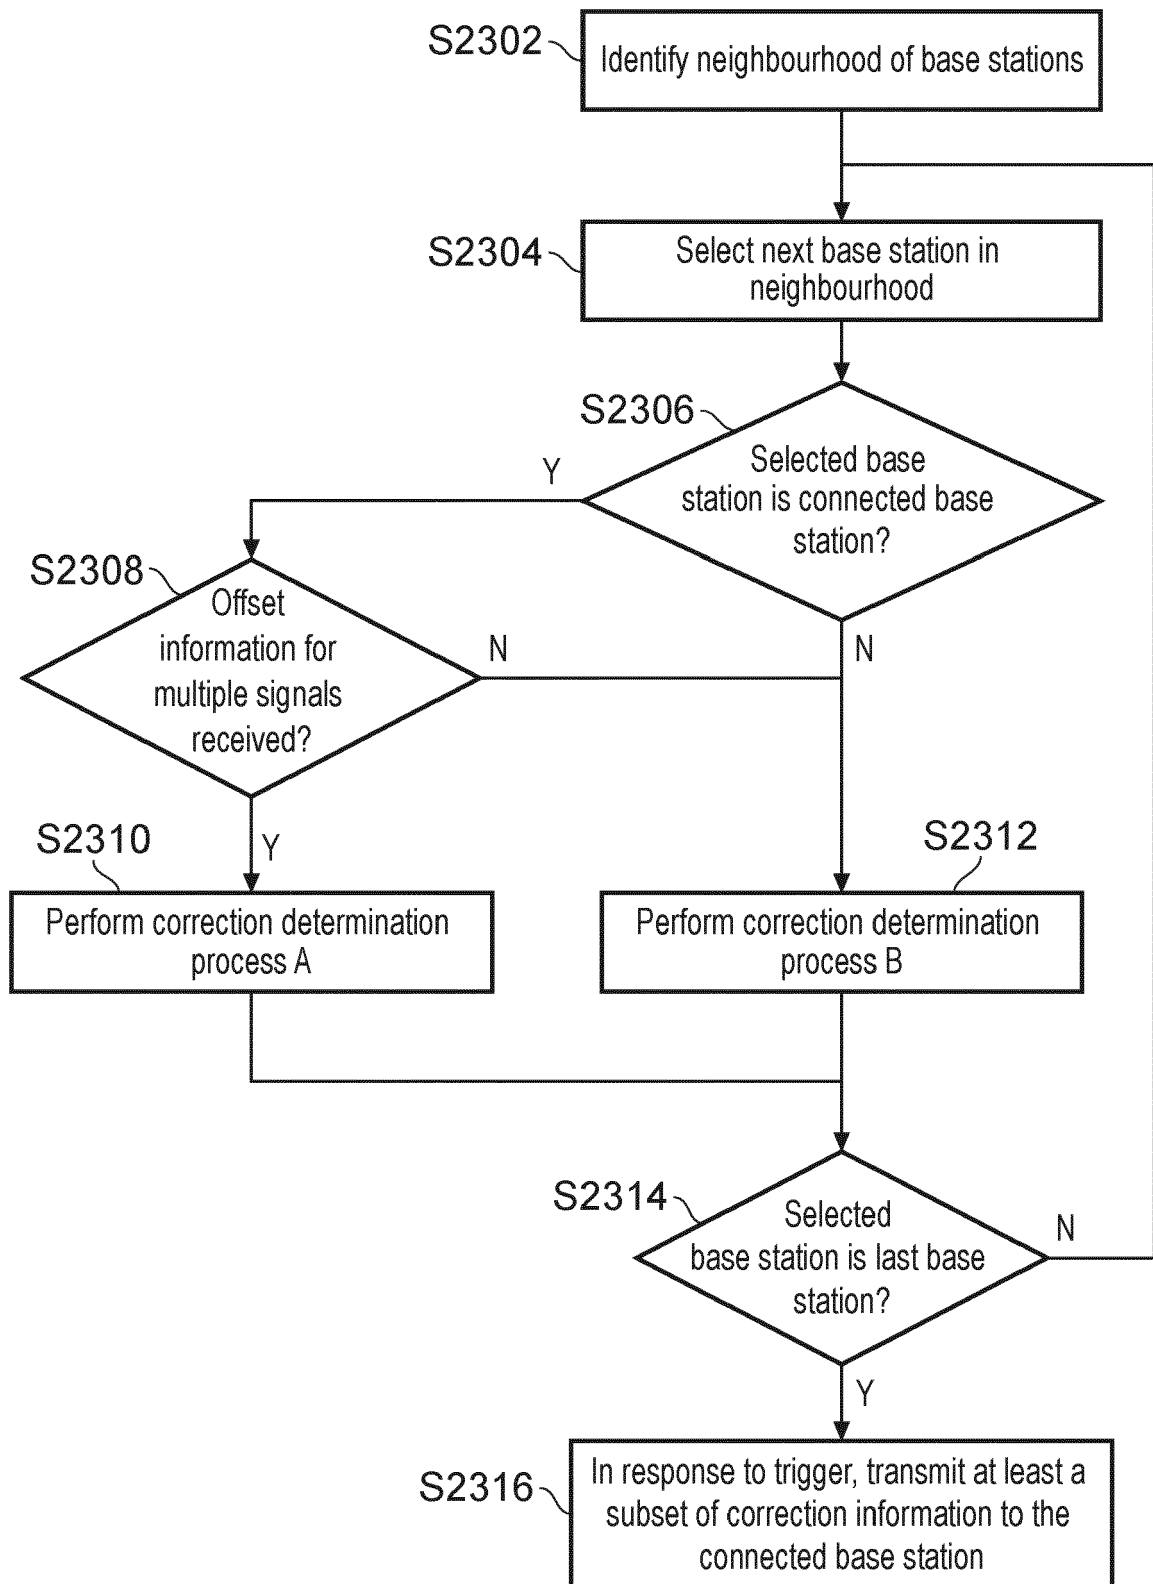 S2302
Identify neighbourhood of base stations
S2304
Select next base station in
neighbourhood
S2306
Selected base
station is connected base
station?
Y
N
S2308
Offset
information for
multiple signals
received?
N
Y
S2310
Perform correction determination
process A
S2312
Perform correction determination
process B
S2314
Selected
base station is last base
station?
N
Y
S2316
In response to trigger, transmit at least a
subset of correction information to the
connected base station